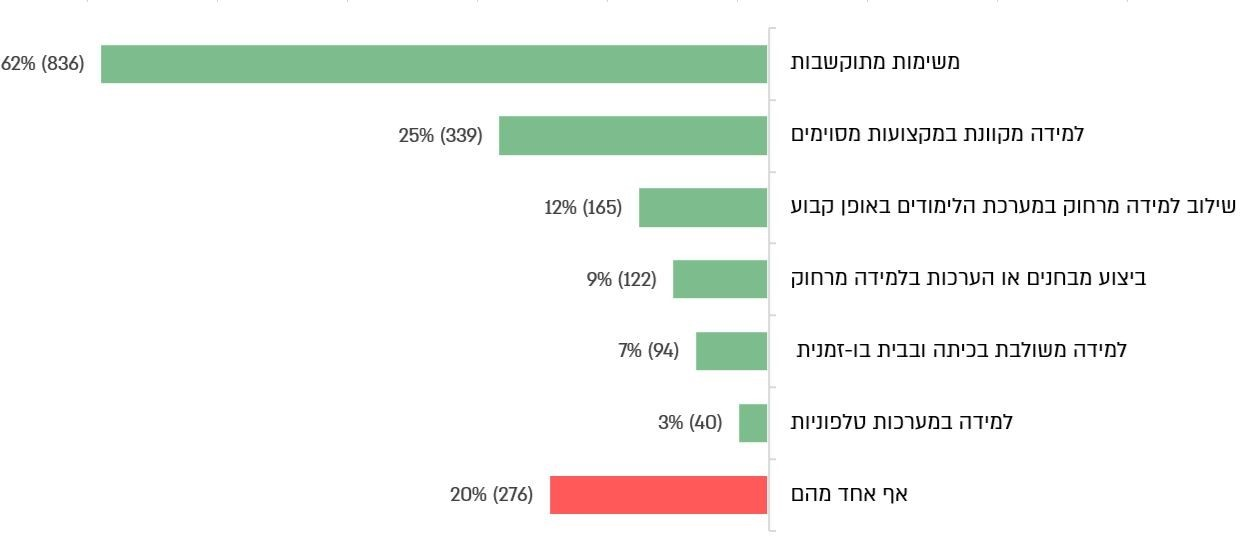 משימות מתוקשבות 62% (836)
למידה מקוונת במקצועות מסוימים 25% (339)
שילוב למידה מרחוק במערכת הלימודים באופן קבוע 12% (165)
ביצוע מבחנים או הערכות בלמידה מרחוק 9% (122)
למידה משולבת בכיתה ובבית בו-זמנית 7% (94)
למידה במערכות טלפוניות 3% (40)
אף אחד מהם 20% (276)